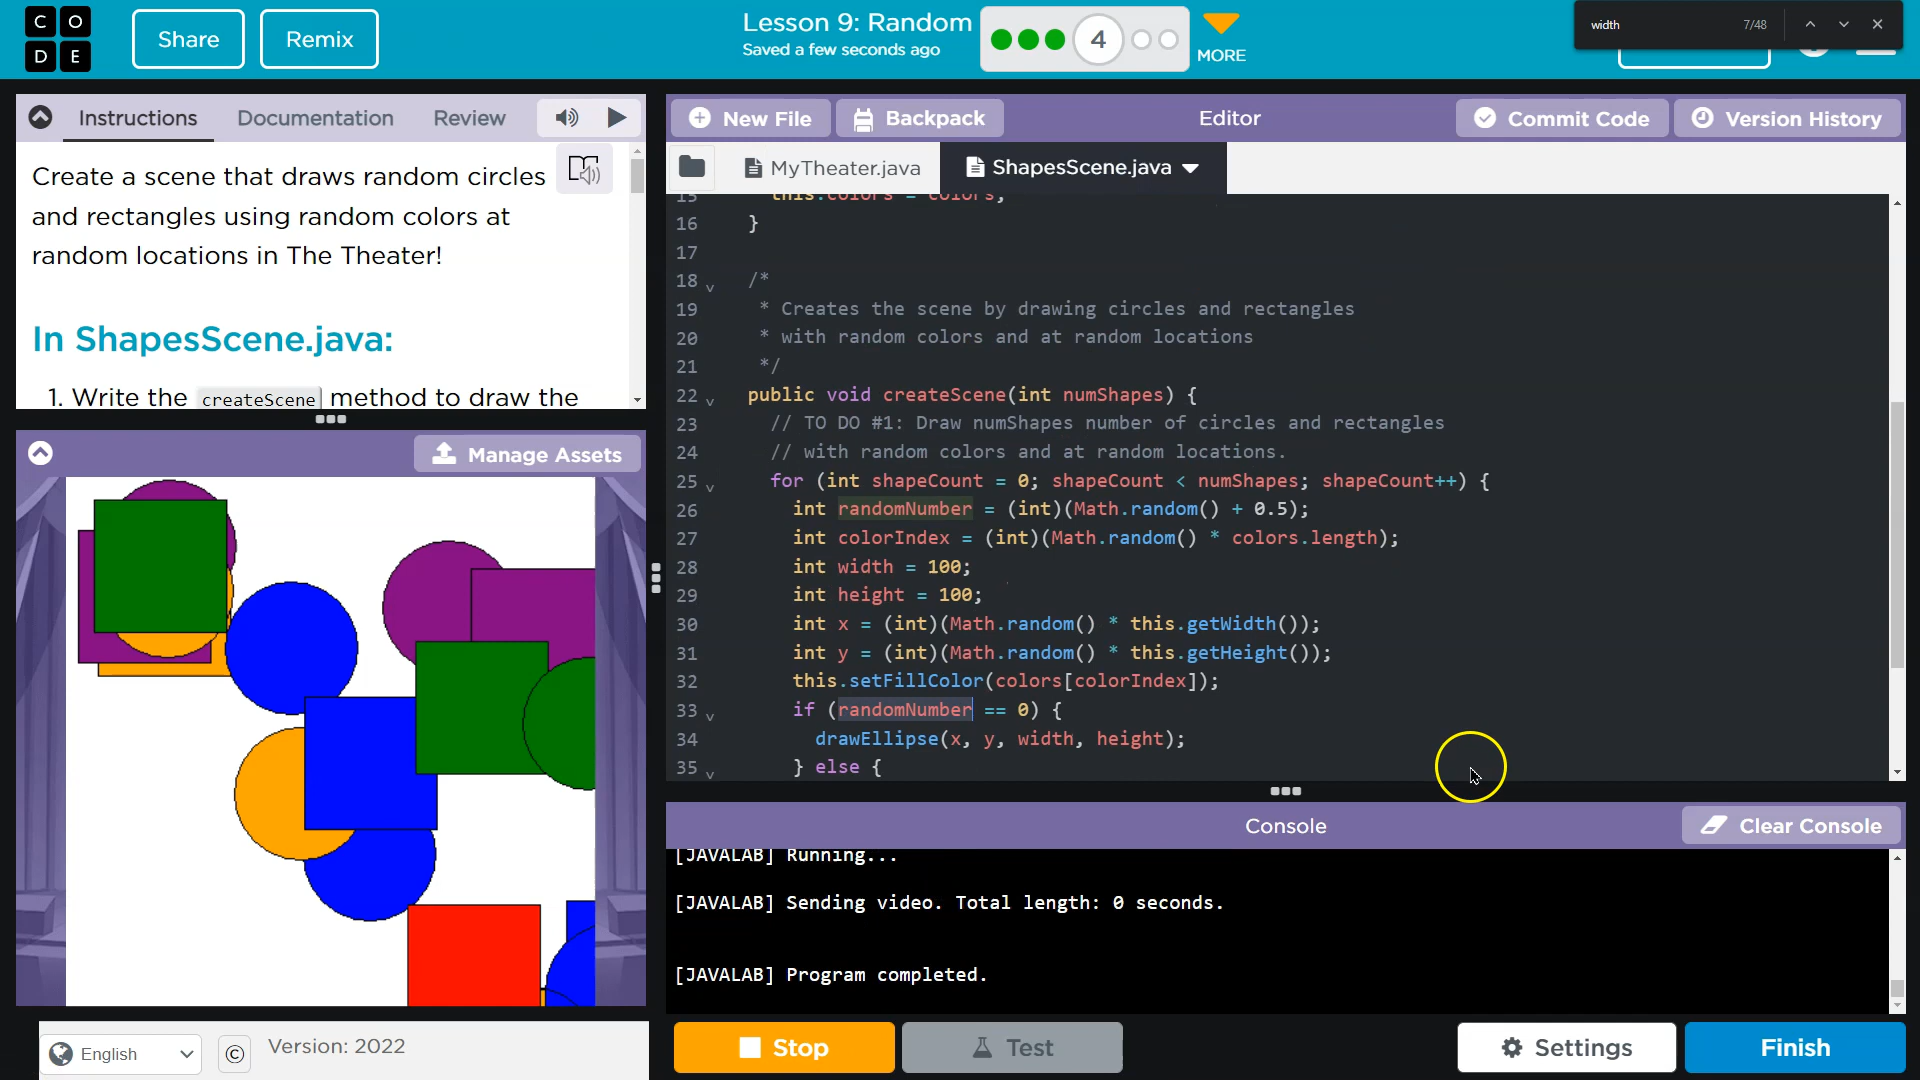 C O
D E
Share
Remix
Lesson 9: Random
Saved a few seconds ago
4
MORE
width
7/48
Instructions
Documentation
Review
Create a scene that draws random circles
and rectangles using random colors at
random locations in The Theater!
In ShapesScene.java:
1. Write the createScene method to draw the
Manage Assets
English
©
Version: 2022
New File
Backpack
Editor
Commit Code
Version History
MyTheater.java
ShapesScene.java
15 this.colors = colors;
16 }
17
18 /*
19 * Creates the scene by drawing circles and rectangles
20 * with random colors and at random locations
21 */
22 public void createScene(int numShapes) {
23 // TO DO #1: Draw numShapes number of circles and rectangles
24 // with random colors and at random locations.
25 for (int shapeCount = 0; shapeCount < numShapes; shapeCount++) {
26 int randomNumber = (int)(Math.random() + 0.5);
27 int colorIndex = (int)(Math.random() * colors.length);
28 int width = 100;
29 int height = 100;
30 int x = (int)(Math.random() * this.getWidth());
31 int y = (int)(Math.random() * this.getHeight());
32 this.setFillColor(colors[colorIndex]);
33 if (randomNumber == 0) {
34 drawEllipse(x, y, width, height);
35 } else {
Console
Clear Console
[JAVALAB] Running...
[JAVALAB] Sending video. Total length: 0 seconds.
[JAVALAB] Program completed.
Stop
Test
Settings
Finish